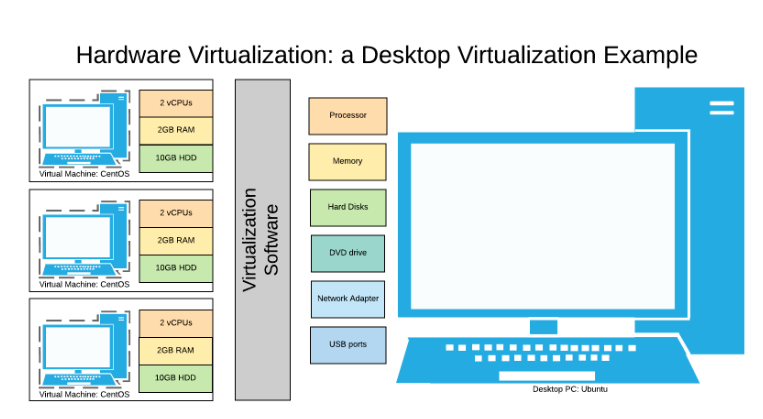 Hardware Virtualization: a Desktop Virtualization Example
2 vCPUs
2GB RAM
10GB HDD
Virtual Machine: CentOS
2 vCPUs
2GB RAM
10GB HDD
Virtual Machine: CentOS
2 vCPUs
2GB RAM
10GB HDD
Virtual Machine: CentOS
Virtualization
Software
Processor
Memory
Hard Disks
DVD drive
Network Adapter
USB ports
Desktop PC: Ubuntu